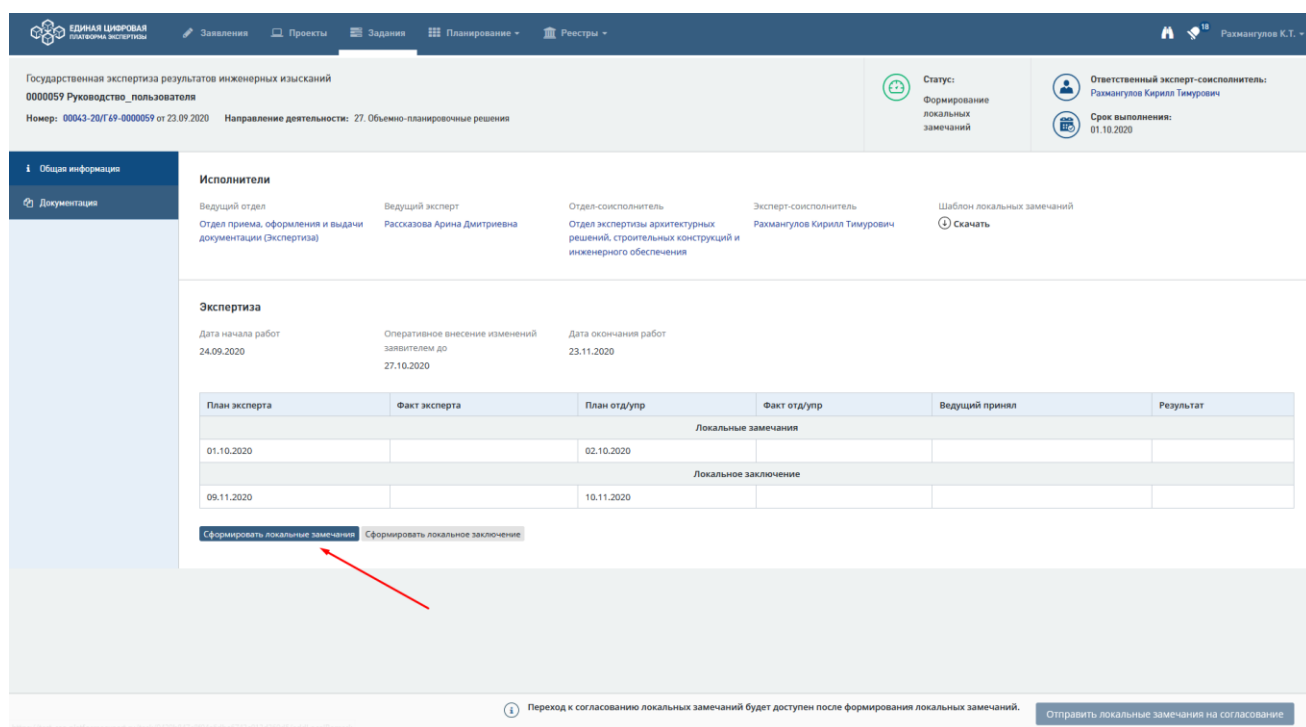 ЕДИНАЯ ЦИФРОВАЯ
ПЛАТФОРМА ЭКСПЕРТИЗЫ
Заявления Проекты Задания Планирование Реестры
18
Рахмангулов К.Т.
Государственная экспертиза результатов инженерных изысканий
0000059 Руководство_пользователя
Номер: 00043-20/Г69-0000059 от 23.09.2020 Направление деятельности: 27. Объемно-планировочные решения
Статус:
Формирование
локальных
замечаний
Ответственный эксперт-соисполнитель:
Рахмангулов Кирилл Тимурович
Срок выполнения:
01.10.2020
Общая информация
Документация
Исполнители
Ведущий отдел
Отдел приема, оформления и выдачи
документации (Экспертиза)
Ведущий эксперт
Рассказова Арина Дмитриевна
Отдел-соисполнитель
Отдел экспертизы архитектурных
решений, строительных конструкций и
инженерного обеспечения
Эксперт-соисполнитель
Рахмангулов Кирилл Тимурович
Шаблон локальных замечаний
Скачать
Экспертиза
Дата начала работ
24.09.2020
Оперативное внесение изменений
заявителем до
27.10.2020
Дата окончания работ
23.11.2020
План эксперта Факт эксперта План отд/упр Факт отд/упр Ведущий принял Результат
Локальные замечания
01.10.2020 02.10.2020
Локальное заключение
09.11.2020 10.11.2020
Сформировать локальные замечания Сформировать локальное заключение
Переход к согласованию локальных замечаний будет доступен после формирования локальных замечаний.
Отправить локальные замечания на согласование